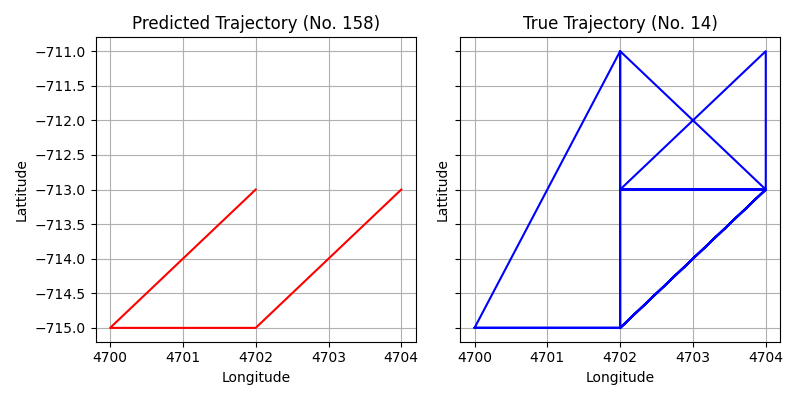 Predicted Trajectory (No. 158)
True Trajectory (No. 14)
−711.0
−711.5
−712.0
−712.5
−713.0
−713.5
−714.0
−714.5
−715.0
Lattitude
Lattitude
4700 4701 4702 4703 4704
4700 4701 4702 4703 4704
Longitude
Longitude